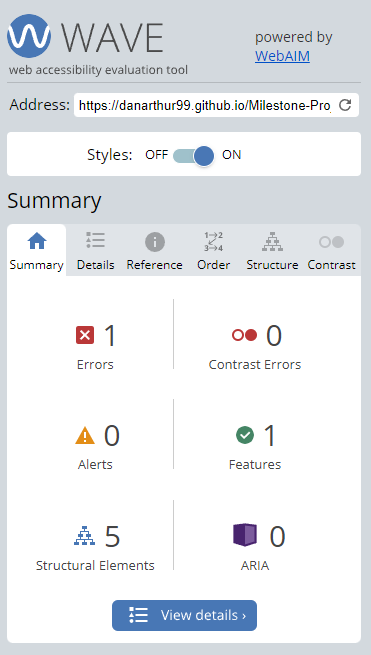 WAVE
web accessibility evaluation tool
powered by
WebAIM
Address: https://danarthur99.github.io/Milestone-Pro
Styles: OFF ON
Summary
Summary Details Reference Order Structure Contrast
1 Errors
0 Contrast Errors
0 Alerts
1 Features
5 Structural Elements
0 ARIA
View details ›